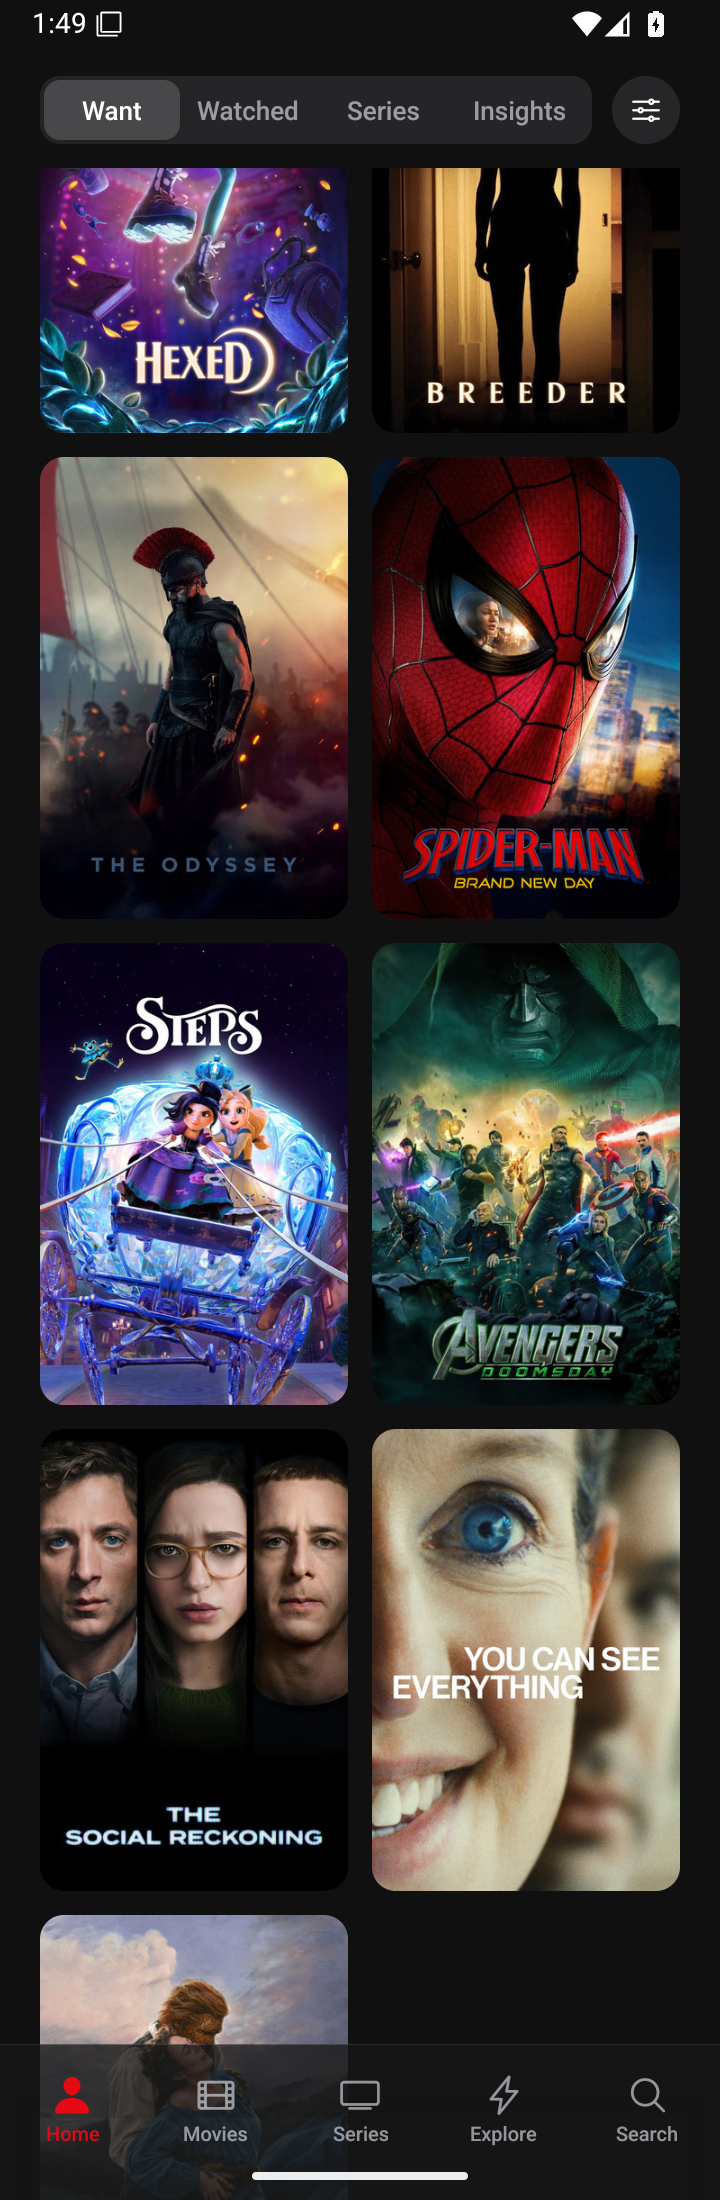 1:49
Want Watched Series Insights
HEXED
BREEDER
THE ODYSSEY
SPIDER-MAN
BRAND NEW DAY
STEPS
AVENGERS
DOOMSDAY
THE
SOCIAL RECKONING
YOU CAN SEE
EVERYTHING
Home Movies Series Explore Search